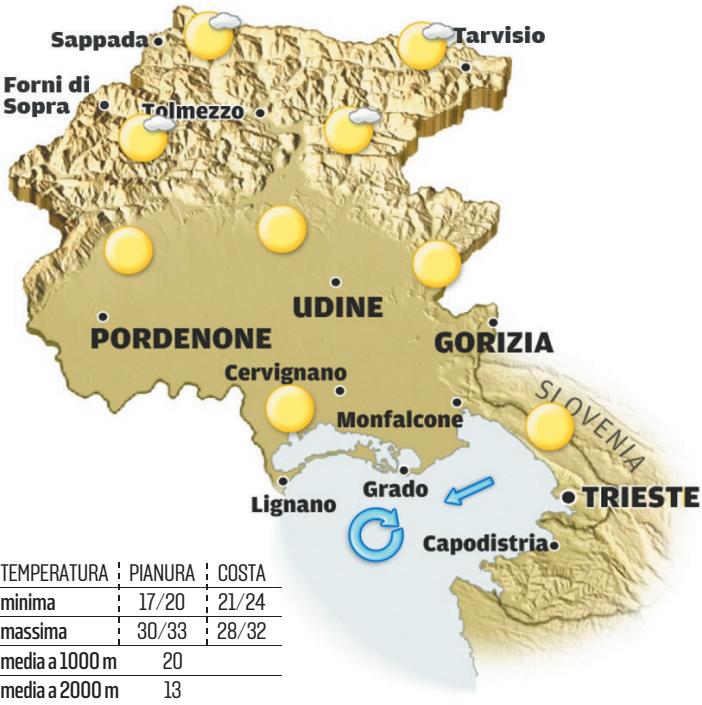 Sappada
Tarvisio
Forni di
Sopra
Tolmezzo
UDINE
PORDENONE
GORIZIA
Cervignano
SLOVENIA
Monfalcone
Grado
Lignano
TRIESTE
Capodistria
TEMPERATURA PIANURA COSTA
minima 17/20 21/24
massima 30/33 28/32
media a 1000 m 20
media a 2000 m 13